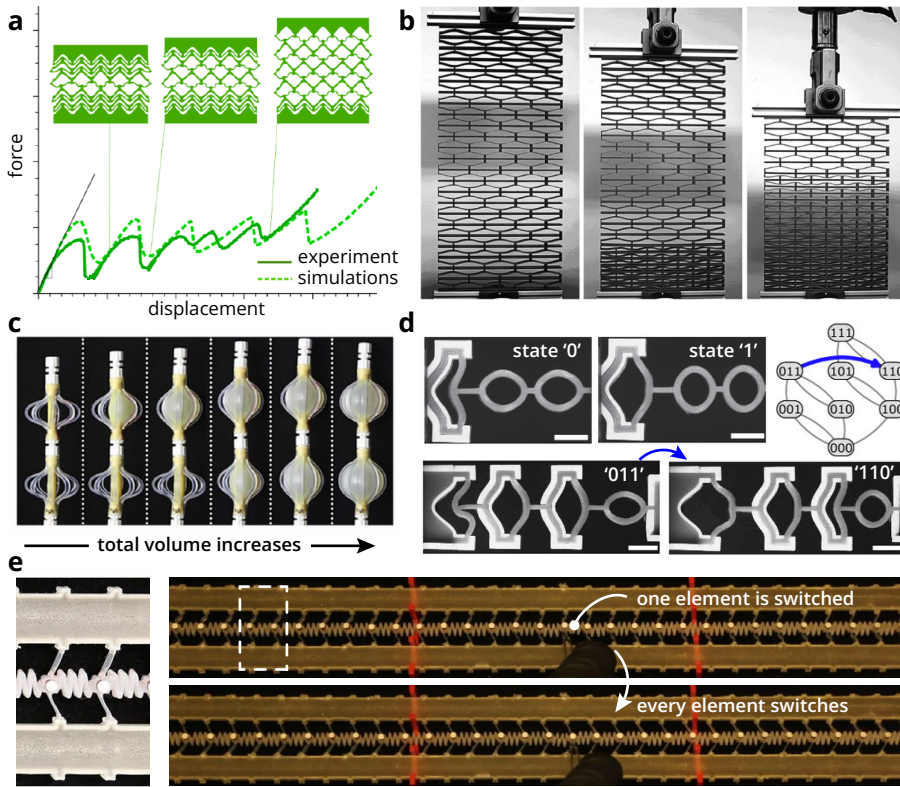 a
force
displacement
experiment
simulations
b
c
total volume increases
d
state ‘0’
state ‘1’
111
011
101
110
001
010
100
000
‘011’
‘110’
e
one element is switched
every element switches